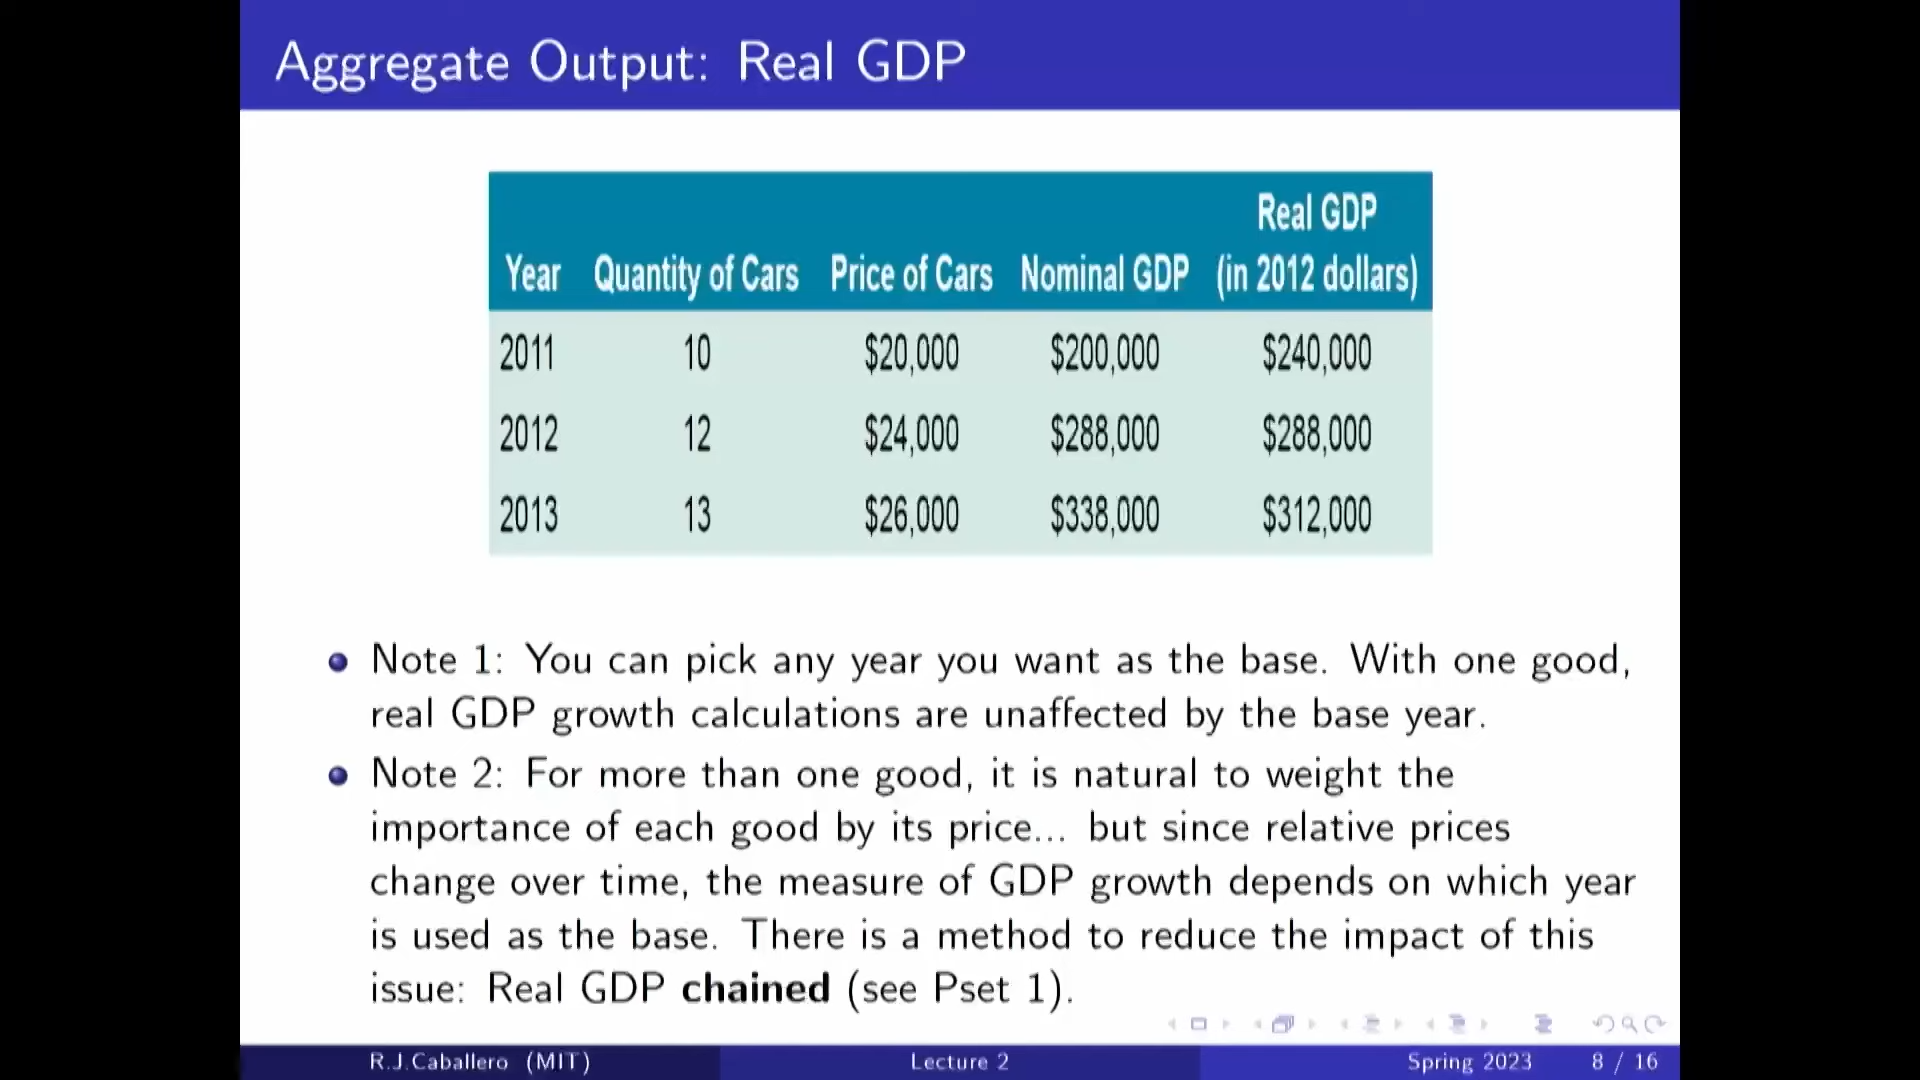 Aggregate Output: Real GDP
Real GDP
Year Quantity of Cars Price of Cars Nominal GDP (in 2012 dollars)
2011 10 $20,000 $200,000 $240,000
2012 12 $24,000 $288,000 $288,000
2013 13 $26,000 $338,000 $312,000
Note 1: You can pick any year you want as the base. With one good,
real GDP growth calculations are unaffected by the base year.
Note 2: For more than one good, it is natural to weight the
importance of each good by its price... but since relative prices
change over time, the measure of GDP growth depends on which year
is used as the base. There is a method to reduce the impact of this
issue: Real GDP chained (see Pset 1).
R.J.Caballero (MIT) Lecture 2 Spring 2023 8 / 16